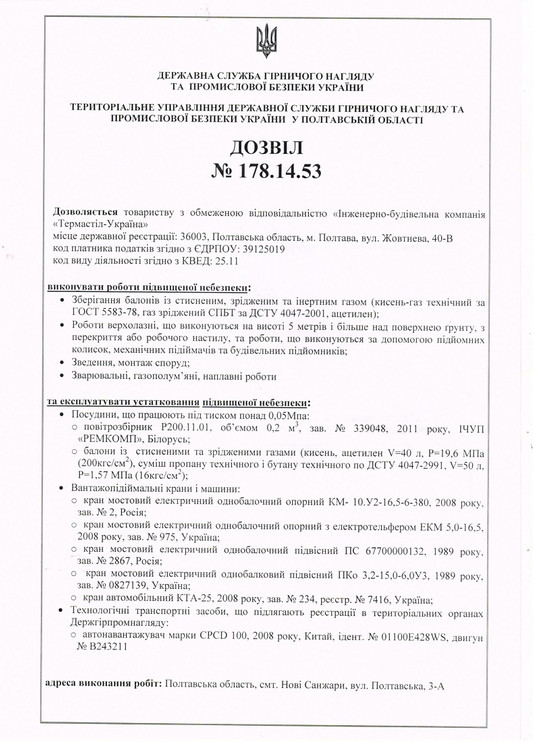 ДЕРЖАВНА СЛУЖБА ГІРНИЧОГО НАГЛЯДУ
ТА ПРОМИСЛОВОЇ БЕЗПЕКИ УКРАЇНИ
ТЕРИТОРІАЛЬНЕ УПРАВЛІННЯ ДЕРЖАВНОЇ СЛУЖБИ ГІРНИЧОГО НАГЛЯДУ ТА
ПРОМИСЛОВОЇ БЕЗПЕКИ УКРАЇНИ У ПОЛТАВСЬКІЙ ОБЛАСТІ
ДОЗВІЛ
№ 178.14.53
Дозволяється товариству з обмеженою відповідальністю «Інженерно-будівельна компанія
«Термастіл-Україна»
місце державної реєстрації: 36003, Полтавська область, м. Полтава, вул. Жовтнева, 40-В
код платника податків згідно з ЄДРПОУ: 39125019
код виду діяльності згідно з КВЕД: 25.11
виконувати роботи підвищеної небезпеки:
• Зберігання балонів із стисненим, зрідженим та інертним газом (кисень-газ технічний за
ГОСТ 5583-78, газ зріджений СПБТ за ДСТУ 4047-2001, ацетилен);
• Роботи верхолазні, що виконуються на висоті 5 метрів і більше над поверхнею ґрунту, з
перекриття або робочого настилу, та роботи, що виконуються за допомогою підйомних
колисок, механічних підіймачів та будівельних підйомників;
• Зведення, монтаж споруд;
• Зварювальні, газополум'яні, наплавні роботи
та експлуатувати устатковання підвищеної небезпеки:
• Посудини, що працюють під тиском понад 0,05Мпа:
о повітрозбірник Р200.11.01, об'ємом 0,2 м³, зав. № 339048, 2011 року, ІЧУП
«РЕМКОМП», Білорусь;
о балони із стисненими та зрідженими газами (кисень, ацетилен V=40 л, Р=19,6 МПа
(200кгс/см²), суміш пропану технічного і бутану технічного по ДСТУ 4047-2991, V=50 л,
Р=1,57 МПа (16кгс/см²);
• Вантажопідіймальні крани і машини:
о кран мостовий електричний однобалочний опорний КМ- 10.У2-16,5-6-380, 2008 року,
зав. № 2, Росія;
о кран мостовий електричний однобалочний опорний з електротельфером ЕКМ 5,0-16,5,
2008 року, зав. № 975, Україна;
о кран мостовий електричний однобалочний підвісний ПС 67700000132, 1989 року,
зав. № 2867, Росія;
о кран мостовий електричний однобалковий підвісний ПКо 3,2-15,0-6,0У3, 1989 року,
зав. № 0827139, Україна;
о кран автомобільний КТА-25, 2008 року, зав. № 234, реєстр. № 7416, Україна;
• Технологічні транспортні засоби, що підлягають реєстрації в територіальних органах
Держгірпромнагляду:
о автонавантажувач марки CPCD 100, 2008 року, Китай, ідент. № 01100E428WS, двигун
№ В243211
адреса виконання робіт: Полтавська область, смт. Нові Санжари, вул. Полтавська, 3-А